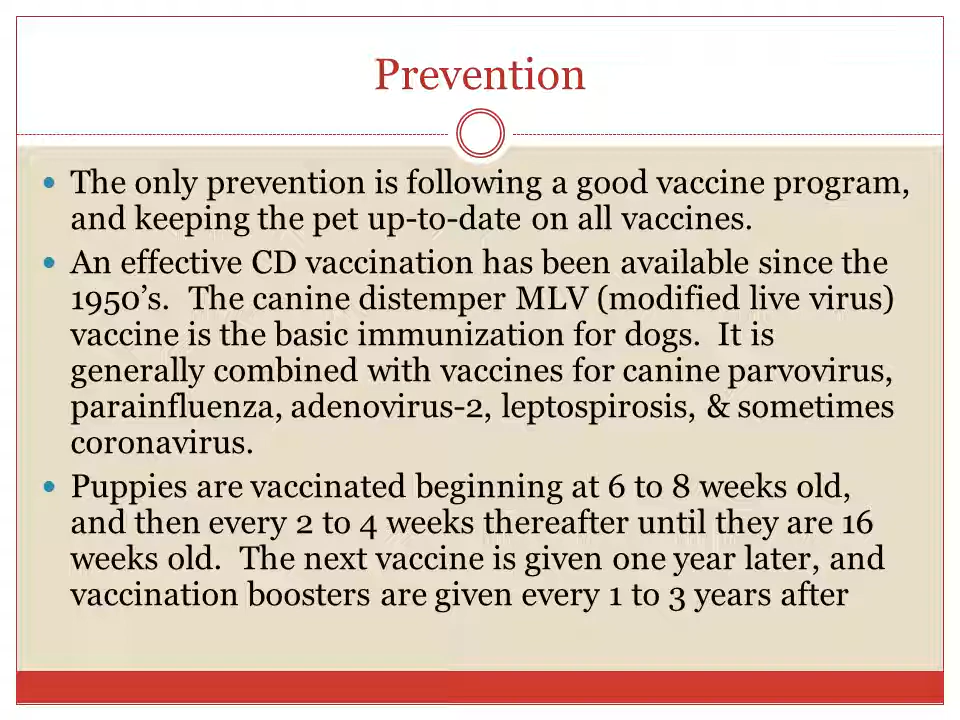 Prevention
• The only prevention is following a good vaccine program,
and keeping the pet up-to-date on all vaccines.
• An effective CD vaccination has been available since the
1950’s.  The canine distemper MLV (modified live virus)
vaccine is the basic immunization for dogs.  It is
generally combined with vaccines for canine parvovirus,
parainfluenza, adenovirus-2, leptospirosis, & sometimes
coronavirus.
• Puppies are vaccinated beginning at 6 to 8 weeks old,
and then every 2 to 4 weeks thereafter until they are 16
weeks old.  The next vaccine is given one year later, and
vaccination boosters are given every 1 to 3 years after